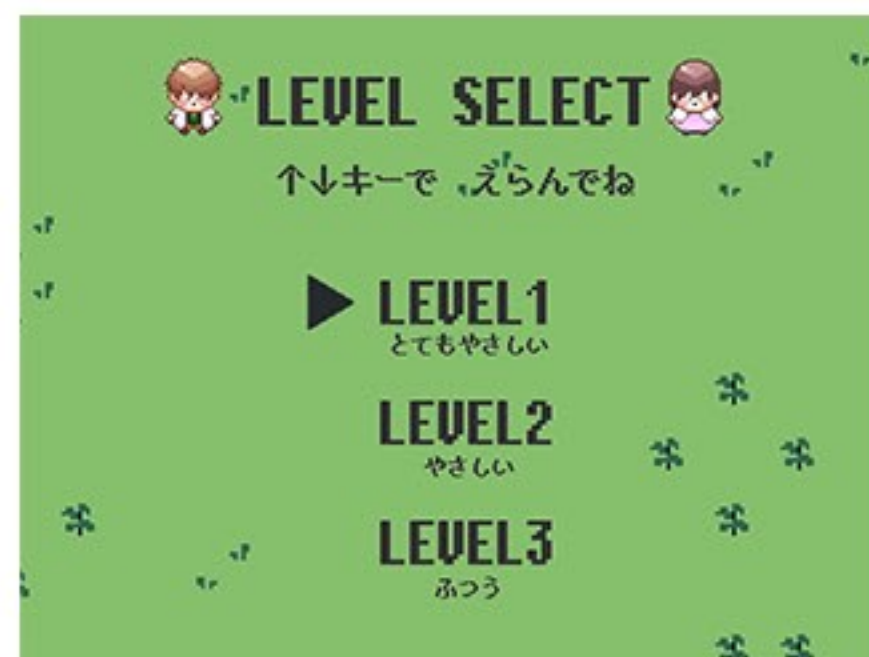 LEVEL SELECT
↑↓キーで えらんでね
▶ LEVEL1
とてもやさしい
LEVEL2
やさしい
LEVEL3
ふつう